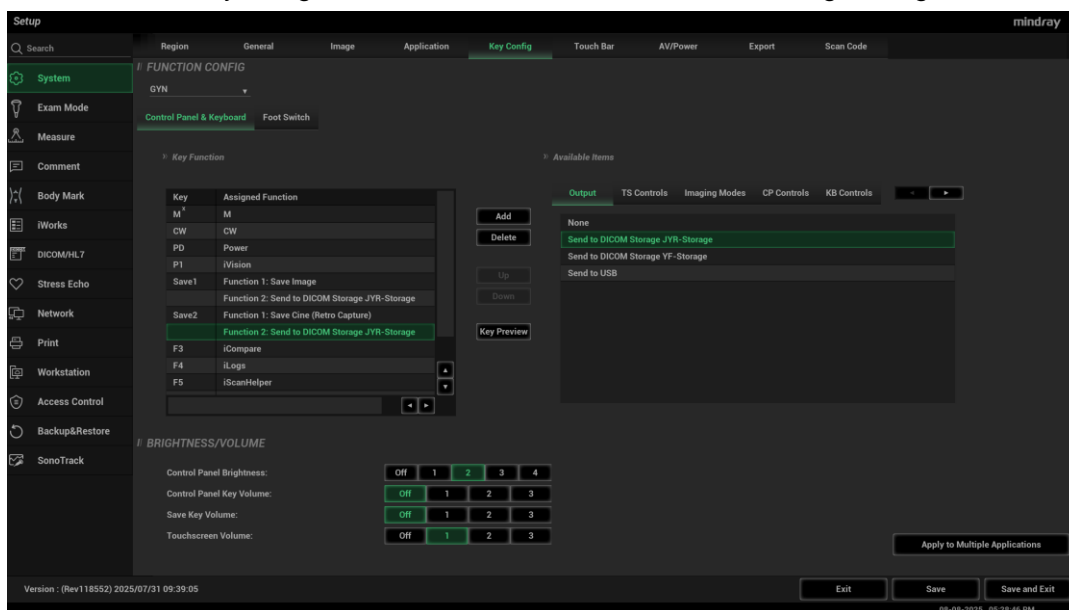 Setup
mindray
Search
Region General Image Application Key Config Touch Bar AV/Power Export Scan Code
System
Exam Mode
Measure
Comment
Body Mark
iWorks
DICOM/HL7
Stress Echo
Network
Print
Workstation
Access Control
Backup&Restore
SonoTrack
FUNCTION CONFIG
GYN
Control Panel & Keyboard Foot Switch
Key Function
Key Assigned Function
M^x M
CW CW
PD Power
P1 iVision
Save1 Function 1: Save Image
Function 2: Send to DICOM Storage JYR-Storage
Save2 Function 1: Save Cine (Retro Capture)
Function 2: Send to DICOM Storage JYR-Storage
F3 iCompare
F4 iLogs
F5 iScanHelper
Add
Delete
Up
Down
Key Preview
Available Items
Output TS Controls Imaging Modes CP Controls KB Controls
None
Send to DICOM Storage JYR-Storage
Send to DICOM Storage YF-Storage
Send to USB
BRIGHTNESS/VOLUME
Control Panel Brightness: Off 1 2 3 4
Control Panel Key Volume: Off 1 2 3
Save Key Volume: Off 1 2 3
Touchscreen Volume: Off 1 2 3
Apply to Multiple Applications
Version : (Rev118552) 2025/07/31 09:39:05
Exit Save Save and Exit